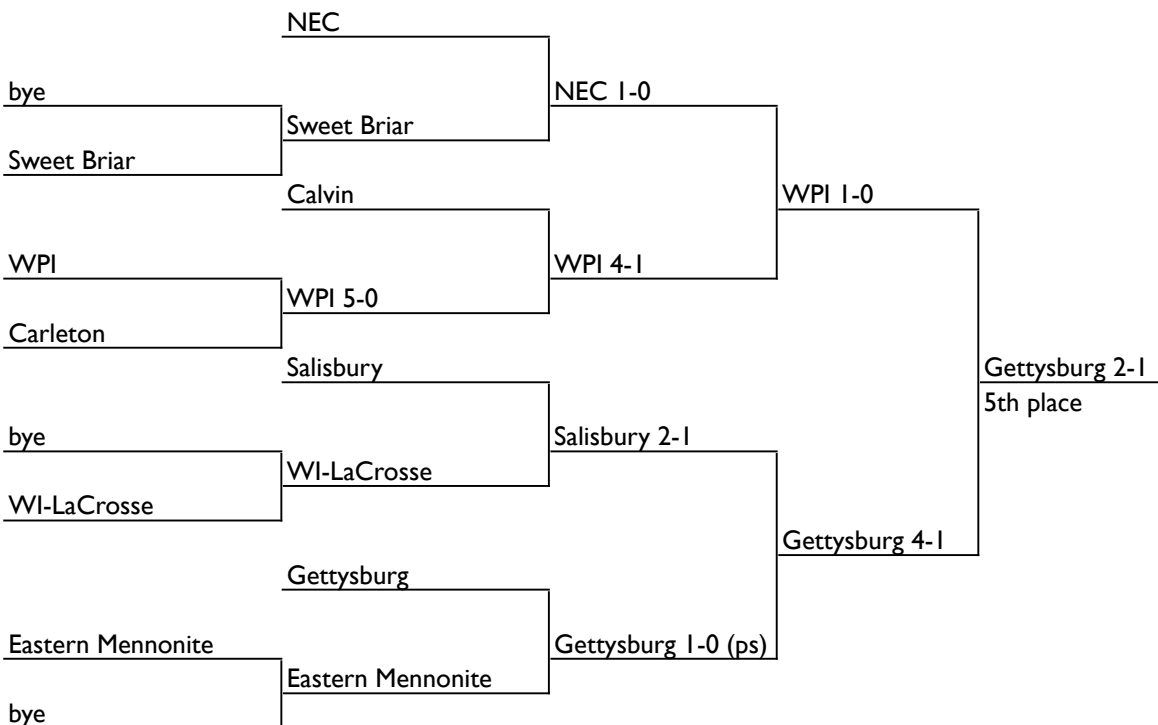 NEC
bye
NEC 1-0
Sweet Briar
Sweet Briar
Calvin
WPI 1-0
WPI
WPI 4-1
WPI 5-0
Carleton
Salisbury
Gettysburg 2-1
5th place
bye
Salisbury 2-1
WI-LaCrosse
WI-LaCrosse
Gettysburg 4-1
Gettysburg
Eastern Mennonite
Gettysburg 1-0 (ps)
Eastern Mennonite
bye